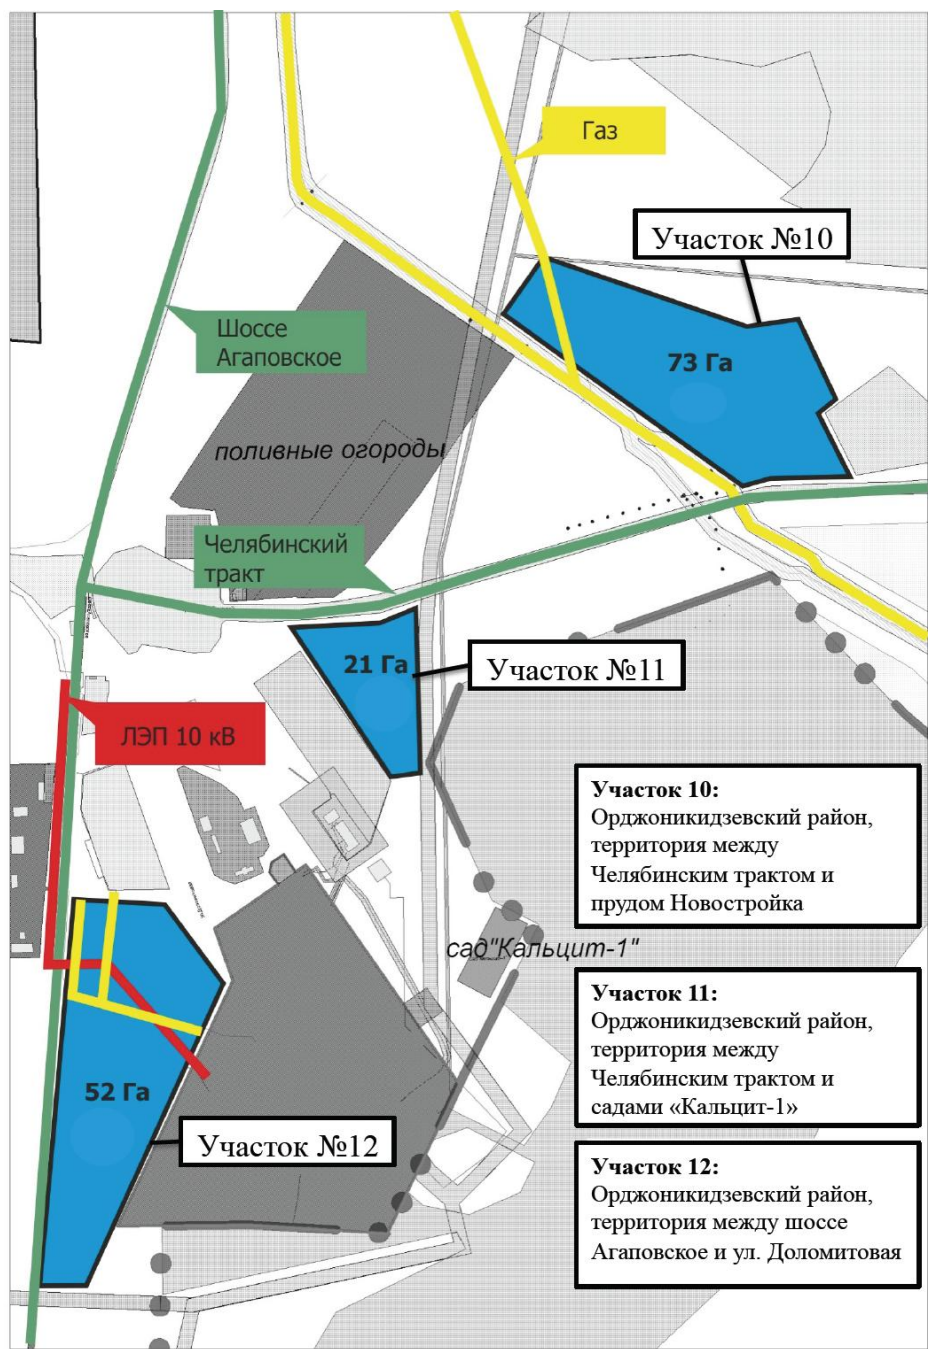 Газ
Участок №10
Шоссе
Агаповское
73 Га
поливные огороды
Челябинский
тракт
21 Га
Участок №11
ЛЭП 10 кВ
Участок 10:
Орджоникидзевский район,
территория между
Челябинским трактом и
прудом Новостройка
сад"Кальцит-1"
Участок 11:
Орджоникидзевский район,
территория между
Челябинским трактом и
садами «Кальцит-1»
52 Га
Участок №12
Участок 12:
Орджоникидзевский район,
территория между шоссе
Агаповское и ул. Доломитовая